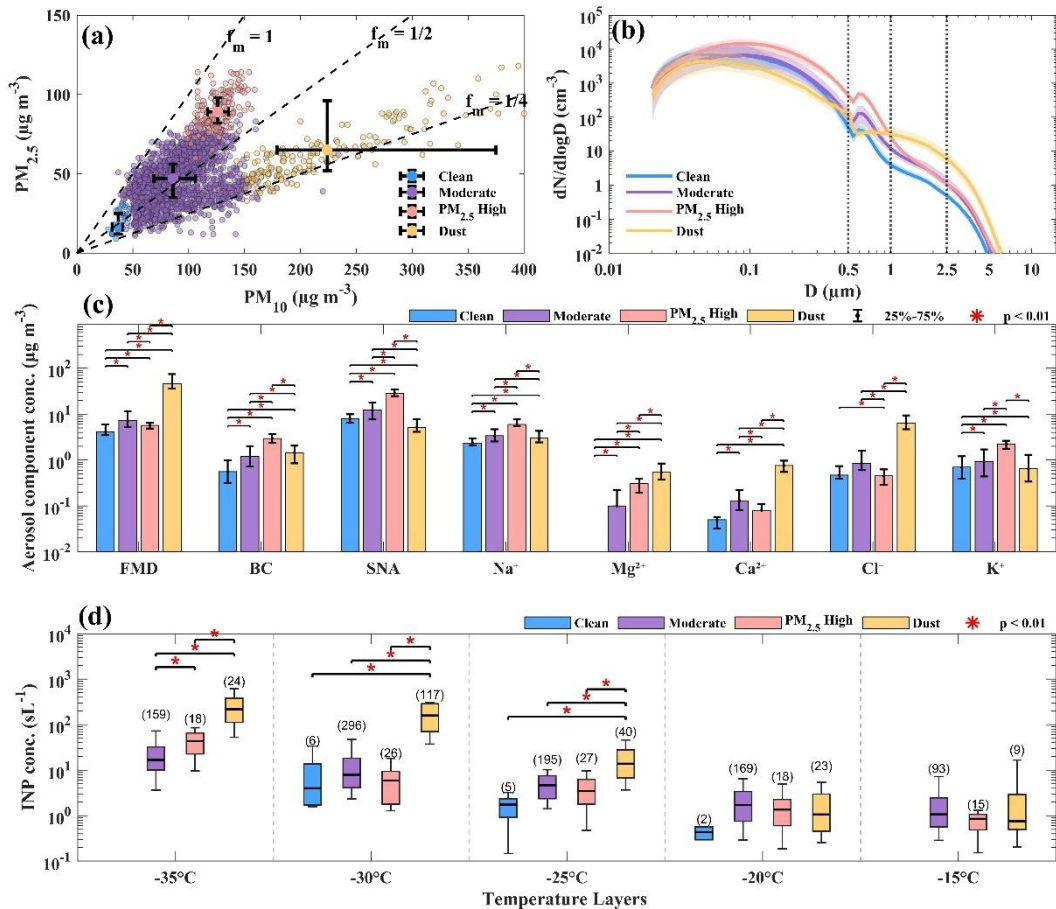 (a)
f_m = 1
f_m = 1/2
f_m = 1/4
150
100
50
0
PM2.5 (µg m⁻³)
0 50 100 150 200 250 300 350 400
PM10 (µg m⁻³)
Clean
Moderate
PM2.5 High
Dust
(b)
10⁵
10⁴
10³
10²
10¹
1
10⁻¹
10⁻²
dN/dlogD (cm⁻³)
0.01 0.1 0.5 1 2.5 5 10
D (µm)
Clean
Moderate
PM2.5 High
Dust
(c)
Clean Moderate PM2.5 High Dust 25%-75% p < 0.01
10²
10¹
10⁰
10⁻¹
10⁻²
Aerosol component conc. (µg m⁻³)
FMD BC SNA Na⁺ Mg²⁺ Ca²⁺ Cl⁻ K⁺
(d)
Clean Moderate PM2.5 High Dust p < 0.01
10⁴
10³
10²
10¹
10⁰
10⁻¹
INP conc. (sL⁻¹)
(159) (18) (24)
(6) (296) (26) (117)
(5) (195) (27) (40)
(2) (169) (18) (23)
(93) (15) (9)
-35°C -30°C -25°C -20°C -15°C
Temperature Layers